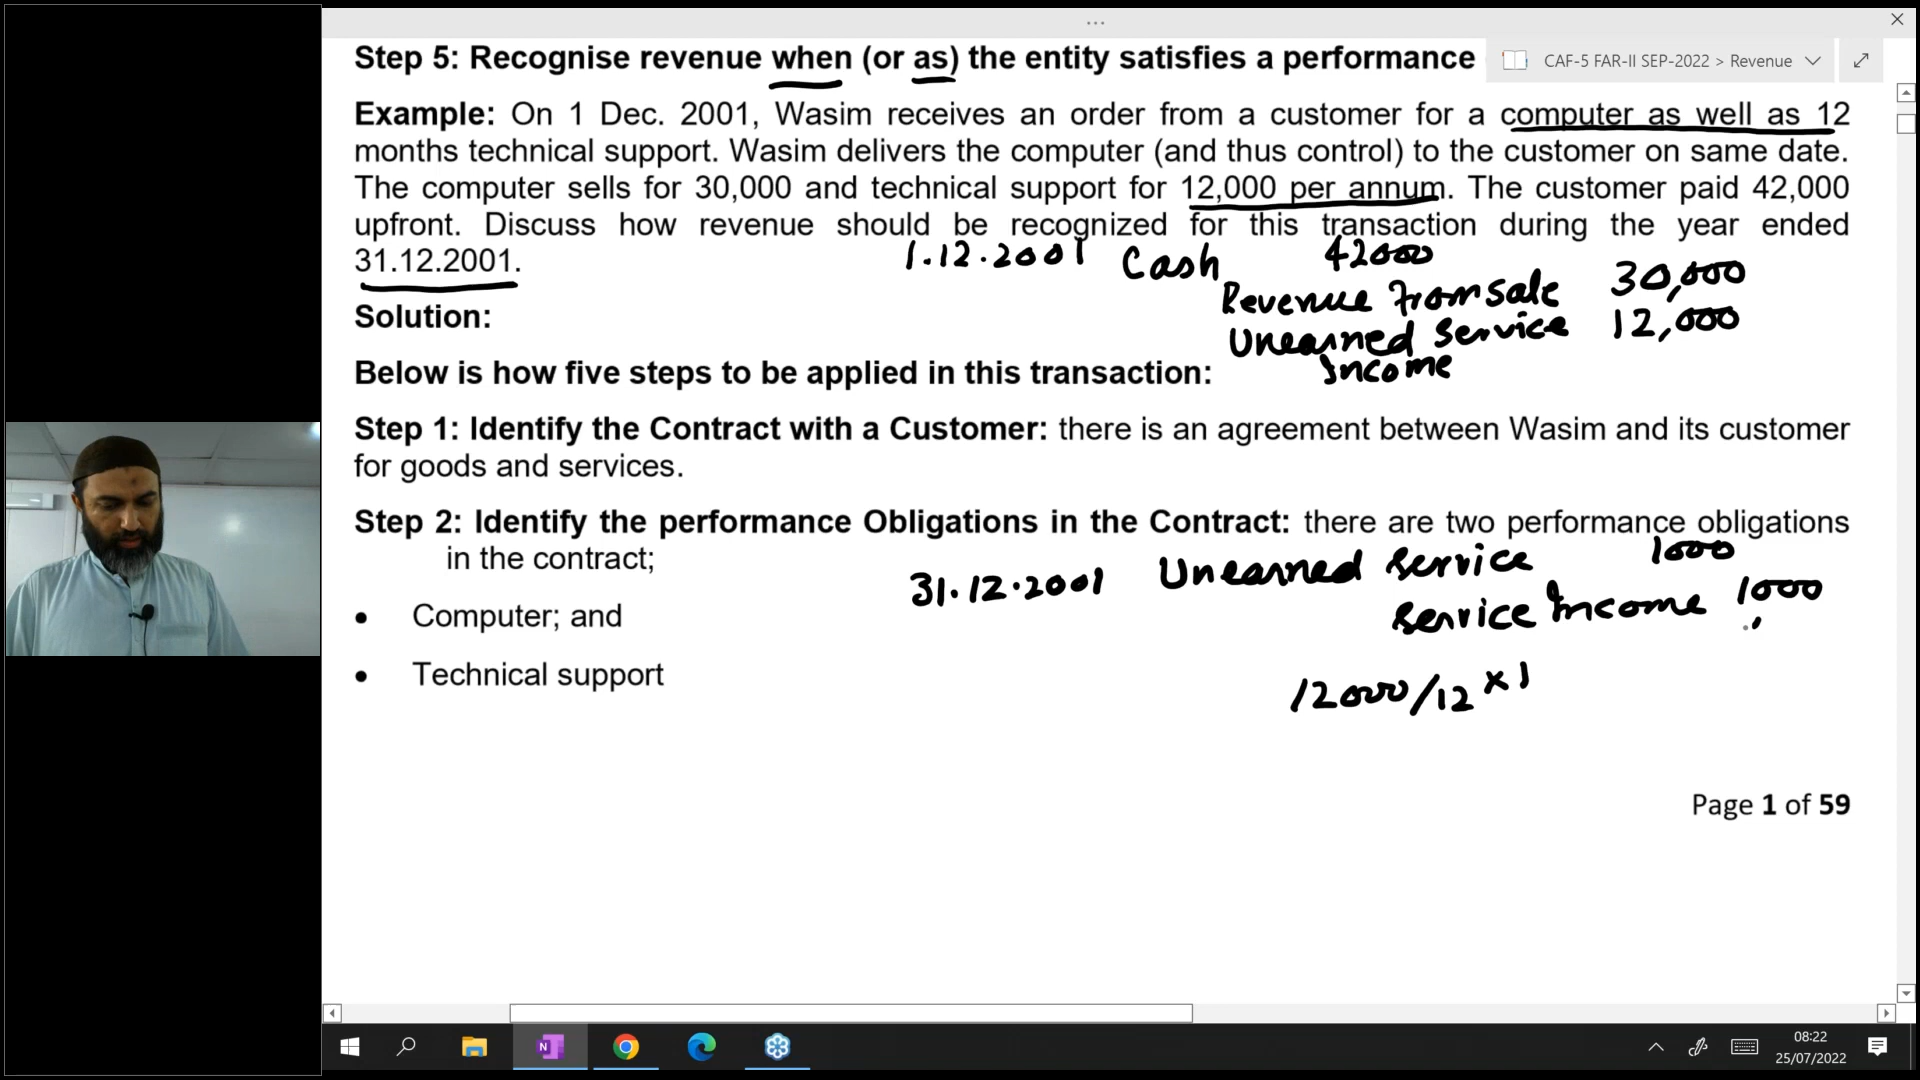 Step 5: Recognise revenue when (or as) the entity satisfies a performance
CAF-5 FAR-II SEP-2022 > Revenue
Example: On 1 Dec. 2001, Wasim receives an order from a customer for a computer as well as 12
months technical support. Wasim delivers the computer (and thus control) to the customer on same date.
The computer sells for 30,000 and technical support for 12,000 per annum. The customer paid 42,000
upfront. Discuss how revenue should be recognized for this transaction during the year ended
31.12.2001.
1.12.2001 Cash 42000
Revenue from sale 30,000
Unearned service 12,000
Income
Solution:
Below is how five steps to be applied in this transaction:
Step 1: Identify the Contract with a Customer: there is an agreement between Wasim and its customer
for goods and services.
Step 2: Identify the performance Obligations in the Contract: there are two performance obligations
in the contract;
31.12.2001 Unearned service 1000
service Income 1000
• Computer; and
• Technical support
12000/12 x 1
Page 1 of 59
08:22
25/07/2022